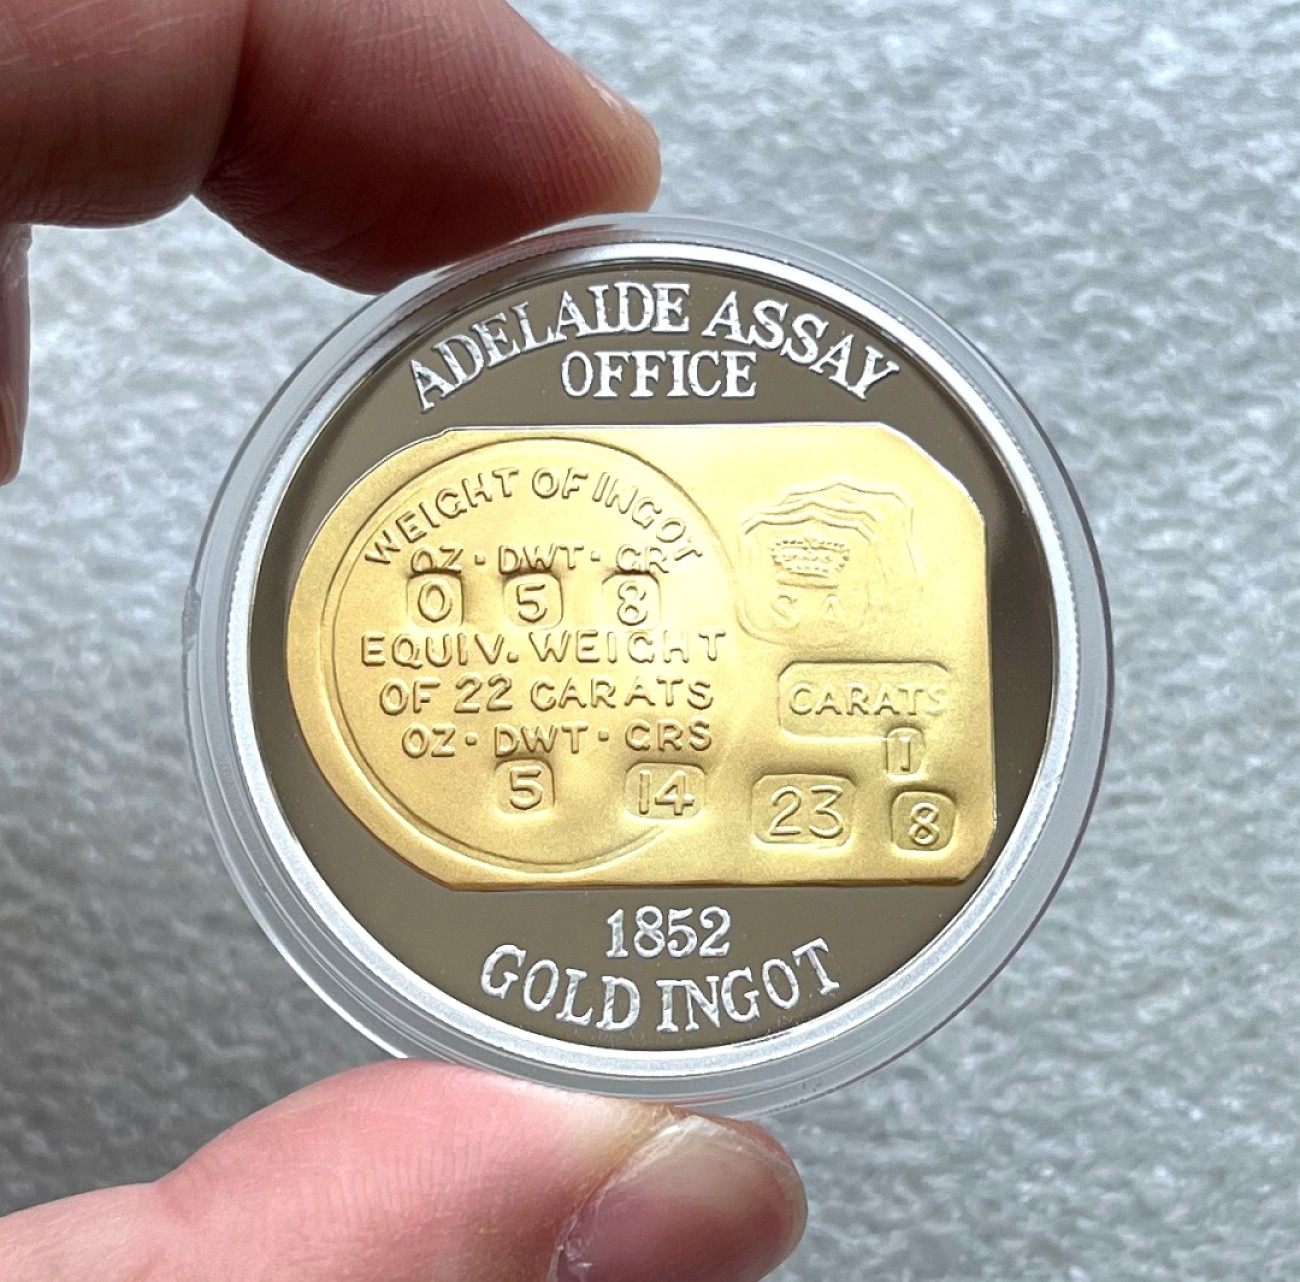 ADELAIDE ASSAY
OFFICE
WEIGHT OF INGOT
OZ · DWT · GR
0 5 8
EQUIV. WEIGHT
OF 22 CARATS
OZ · DWT · GRS
5 14
S A
CARATS
1
23 8
1852
GOLD INGOT